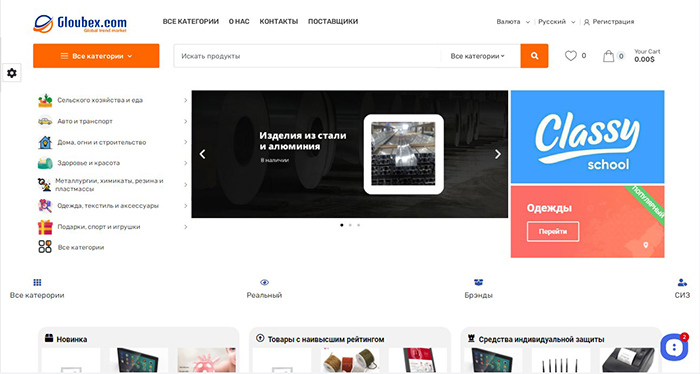 Gloubex.com
Global trend market
ВСЕ КАТЕГОРИИ О НАС КОНТАКТЫ ПОСТАВЩИКИ
Валюта Русский Регистрация
Все категории
Искать продукты
Все категории
0
0
Your Cart
0.00$
Сельского хозяйства и еда
Авто и транспорт
Дома, огни и строительство
Здоровье и красота
Металлургии, химикаты, резина и
пластмассы
Одежда, текстиль и аксессуары
Подарки, спорт и игрушки
Все категории
Изделия из стали
и алюминия
В наличии
Classy
school
ПОПУЛЯРНЫЙ
Одежды
Перейти
Все катерории
Реальный
Брэнды
СИЗ
Новинка
Товары с наивысшим рейтингом
Средства индивидуальной защиты
2